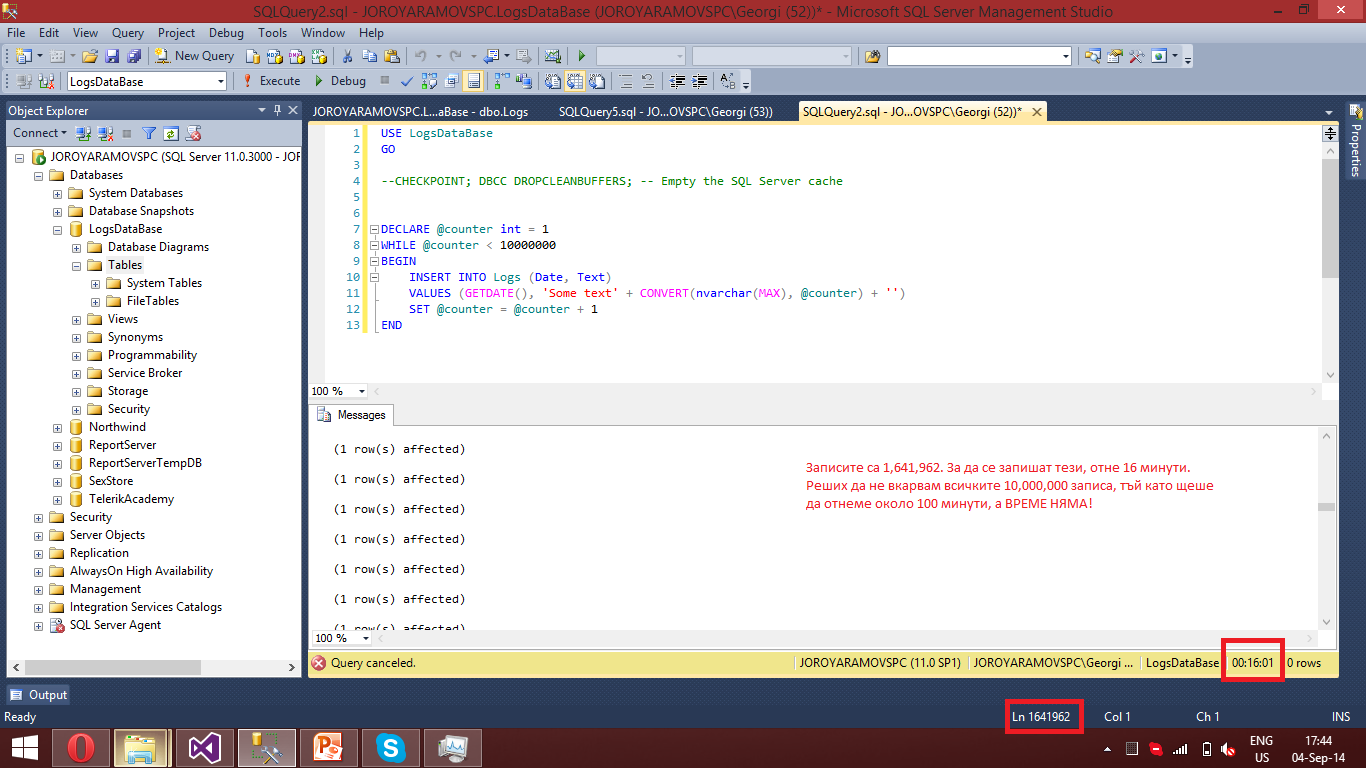 SQLQuery2.sql - JOROYARAMOVSPC.LogsDataBase (JOROYARAMOVSPC\Georgi (52))* - Microsoft SQL Server Management Studio
File Edit View Query Project Debug Tools Window Help
New Query
LogsDataBase Execute Debug
Object Explorer
Connect
JOROYARAMOVSPC (SQL Server 11.0.3000 - JOF
Databases
System Databases
Database Snapshots
LogsDataBase
Database Diagrams
Tables
System Tables
FileTables
Views
Synonyms
Programmability
Service Broker
Storage
Security
Northwind
ReportServer
ReportServerTempDB
SexStore
TelerikAcademy
Security
Server Objects
Replication
AlwaysOn High Availability
Management
Integration Services Catalogs
SQL Server Agent
JOROYARAMOVSPC.L...aBase - dbo.Logs SQLQuery5.sql - JO...OVSPC\Georgi (53)) SQLQuery2.sql - JO...OVSPC\Georgi (52))*
Properties
1 USE LogsDataBase
2 GO
3
4 --CHECKPOINT; DBCC DROPCLEANBUFFERS; -- Empty the SQL Server cache
5
6
7 DECLARE @counter int = 1
8 WHILE @counter < 10000000
9 BEGIN
10 INSERT INTO Logs (Date, Text)
11 VALUES (GETDATE(), 'Some text' + CONVERT(nvarchar(MAX), @counter) + '')
12 SET @counter = @counter + 1
13 END
100 %
Messages
(1 row(s) affected)
(1 row(s) affected)
(1 row(s) affected)
(1 row(s) affected)
(1 row(s) affected)
(1 row(s) affected)
(1 row(s) affected)
Записите са 1,641,962. За да се запишат тези, отне 16 минути.
Реших да не вкарвам всичките 10,000,000 записа, тъй като щеше
да отнеме около 100 минути, а ВРЕМЕ НЯМА!
100 %
Query canceled. JOROYARAMOVSPC (11.0 SP1) JOROYARAMOVSPC\Georgi ... LogsDataBase 00:16:01 0 rows
Output
Ready Ln 1641962 Col 1 Ch 1 INS
ENG
US
17:44
04-Sep-14